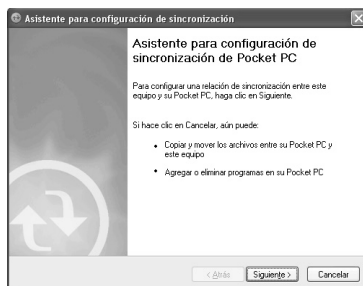 Asistente para configuración de sincronización
Asistente para configuración de
sincronización de Pocket PC
Para configurar una relación de sincronización entre este
equipo y su Pocket PC, haga clic en Siguiente.
Si hace clic en Cancelar, aún puede:
• Copiar y mover los archivos entre su Pocket PC y
este equipo
• Agregar o eliminar programas en su Pocket PC
< Atrás
Siguiente >
Cancelar